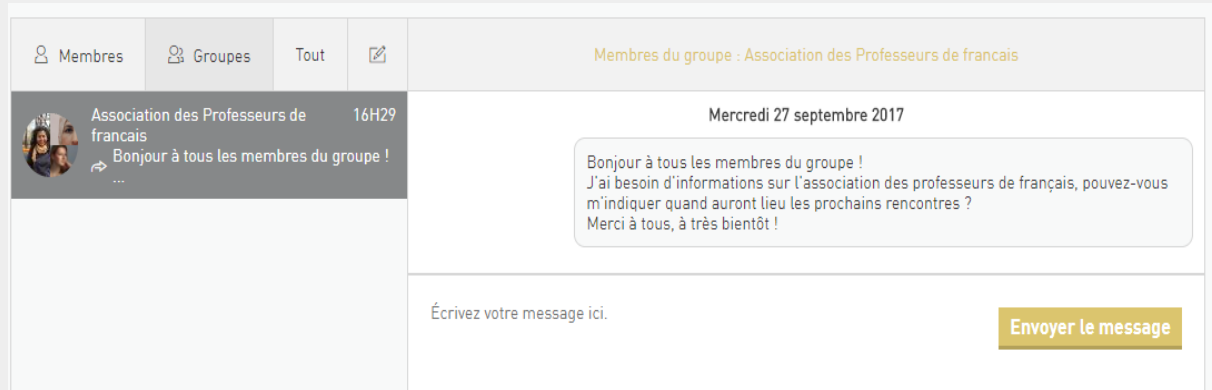 Membres
Groupes
Tout
Membres du groupe : Association des Professeurs de francais
Association des Professeurs de
16H29
francais
Bonjour à tous les membres du groupe !
...
Mercredi 27 septembre 2017
Bonjour à tous les membres du groupe !
J'ai besoin d'informations sur l'association des professeurs de français, pouvez-vous
m'indiquer quand auront lieu les prochains rencontres ?
Merci à tous, à très bientôt !
Écrivez votre message ici.
Envoyer le message